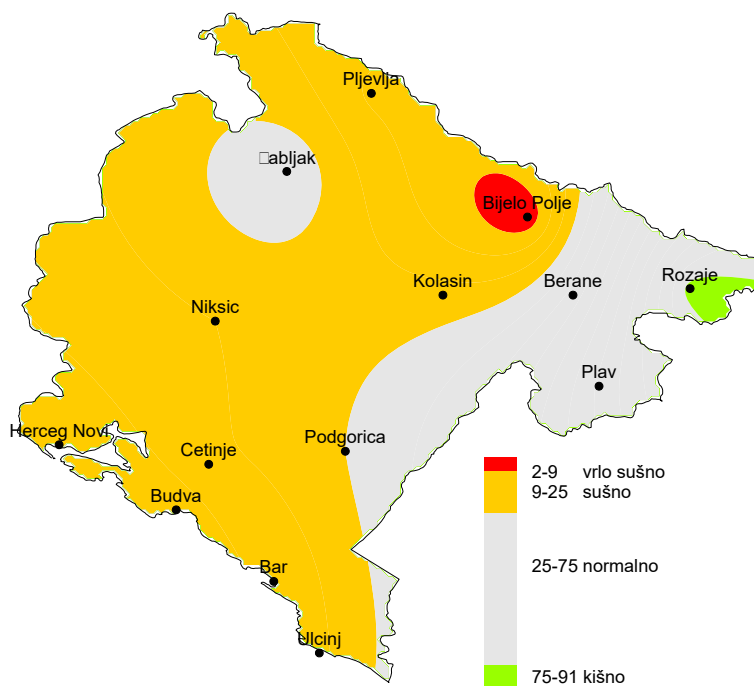 Pljevlja
□abljak
Bijelo Polje
Kolasin
Berane
Rozaje
Niksic
Plav
Herceg Novi
Podgorica
Cetinje
Budva
Bar
Ulcinj
2-9 vrlo sušno
9-25 sušno
25-75 normalno
75-91 kišno